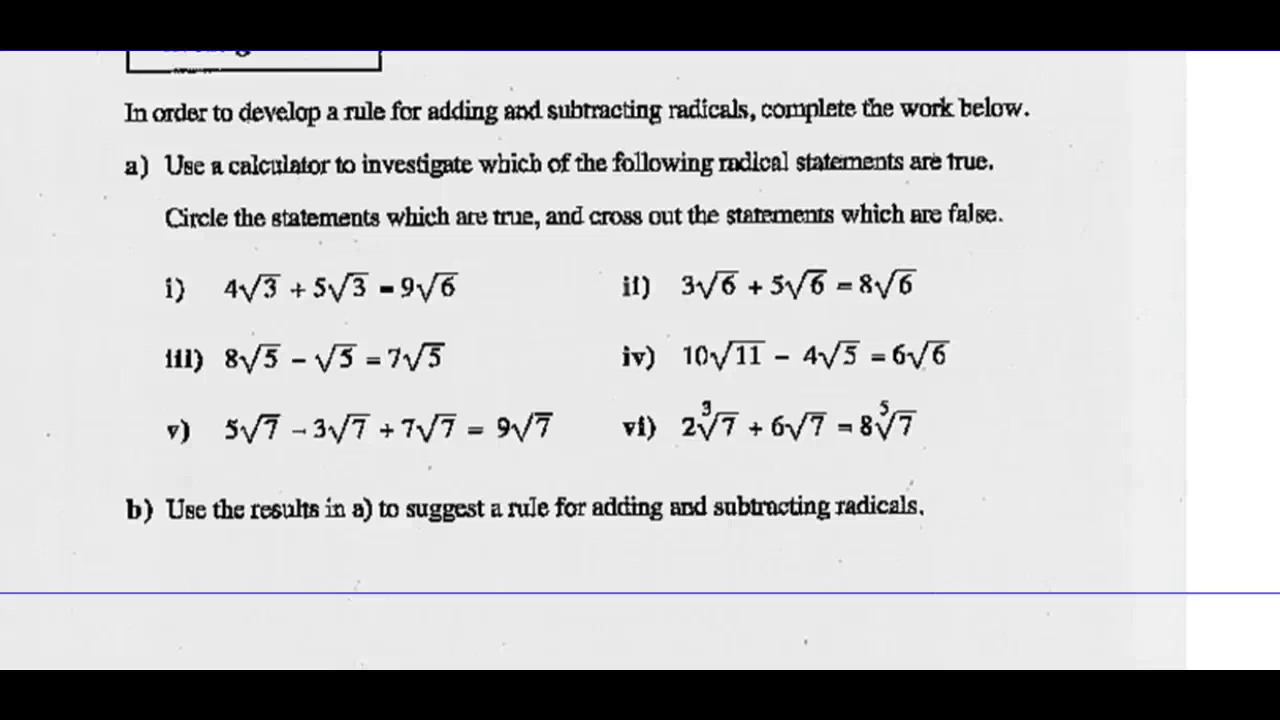 In order to develop a rule for adding and subtracting radicals, complete the work below.
a) Use a calculator to investigate which of the following radical statements are true.
Circle the statements which are true, and cross out the statements which are false.
i) 4√3 + 5√3 = 9√6
ii) 3√6 + 5√6 = 8√6
iii) 8√5 − √5 = 7√5
iv) 10√11 − 4√5 = 6√6
v) 5√7 − 3√7 + 7√7 = 9√7
vi) 2∛7 + 6√7 = 8⁵√7
b) Use the results in a) to suggest a rule for adding and subtracting radicals.